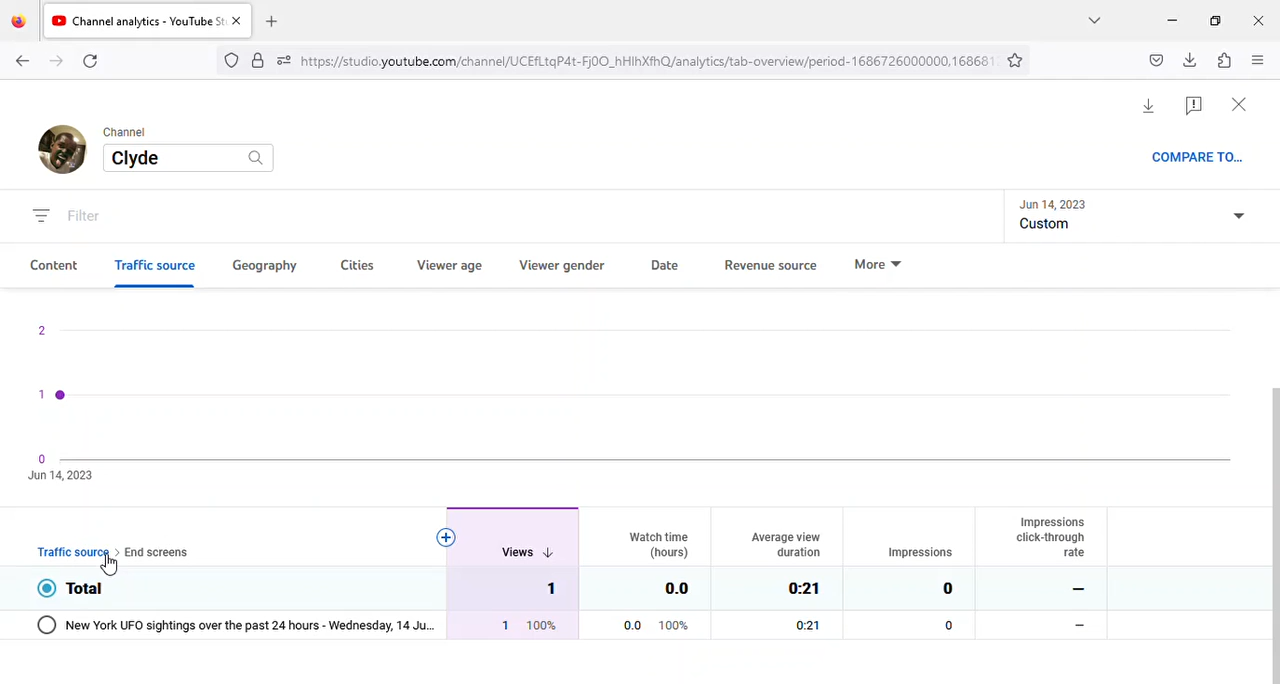 Channel analytics - YouTube St
https://studio.youtube.com/channel/UCEfLtqP4t-Fj0O_hHIhXfhQ/analytics/tab-overview/period-1686726000000,168681
Channel
Clyde
COMPARE TO...
Filter
Jun 14, 2023
Custom
Content Traffic source Geography Cities Viewer age Viewer gender Date Revenue source More
2
1
0
Jun 14, 2023
Traffic source > End screens Views Watch time (hours) Average view duration Impressions Impressions click-through rate
Total 1 0.0 0:21 0 —
New York UFO sightings over the past 24 hours - Wednesday, 14 Ju... 1 100% 0.0 100% 0:21 0 —